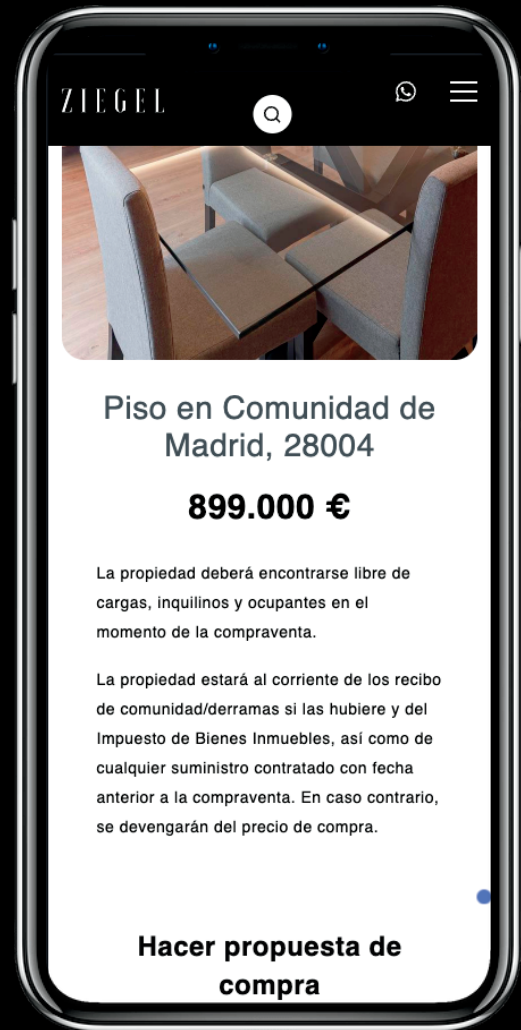 ZIEGEL
Piso en Comunidad de
Madrid, 28004
899.000 €
La propiedad deberá encontrarse libre de
cargas, inquilinos y ocupantes en el
momento de la compraventa.
La propiedad estará al corriente de los recibo
de comunidad/derramas si las hubiere y del
Impuesto de Bienes Inmuebles, así como de
cualquier suministro contratado con fecha
anterior a la compraventa. En caso contrario,
se devengarán del precio de compra.
Hacer propuesta de
compra